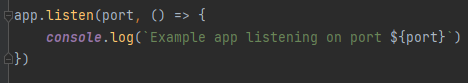 app.listen(port, () => {
    console.log(`Example app listening on port ${port}`)
})